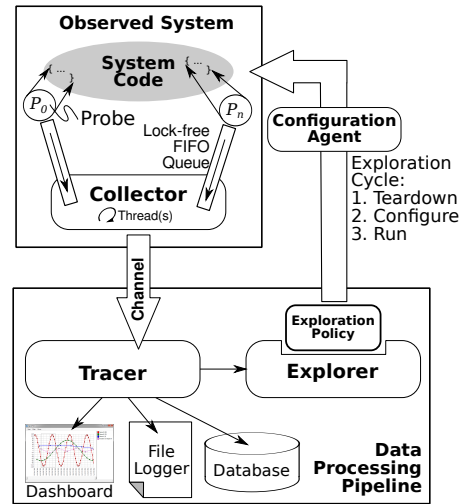 Observed System
System
Code
{ ... }
{ ... }
P0
Pn
Probe
Lock-free
FIFO
Queue
Collector
Thread(s)
Configuration
Agent
Exploration
Cycle:
1. Teardown
2. Configure
3. Run
Channel
Exploration
Policy
Tracer
Explorer
File
Logger
Database
Dashboard
Data
Processing
Pipeline